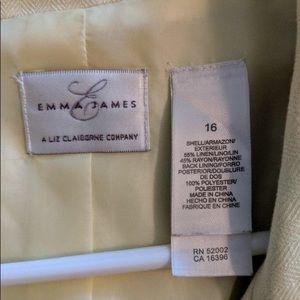 EMMA JAMES
A LIZ CLAIBORNE COMPANY
16
SHELL/ARMAZON/
EXTERIEUR
55% LINEN/LINO/LIN
45% RAYON/RAYONNE
BACK LINING/FORRO
POSTERIOR/DOUBLURE
DE DOS
100% POLYESTER/
POLIESTER
MADE IN CHINA
HECHO EN CHINA
FABRIQUE EN CHINE
RN 52002
CA 16396